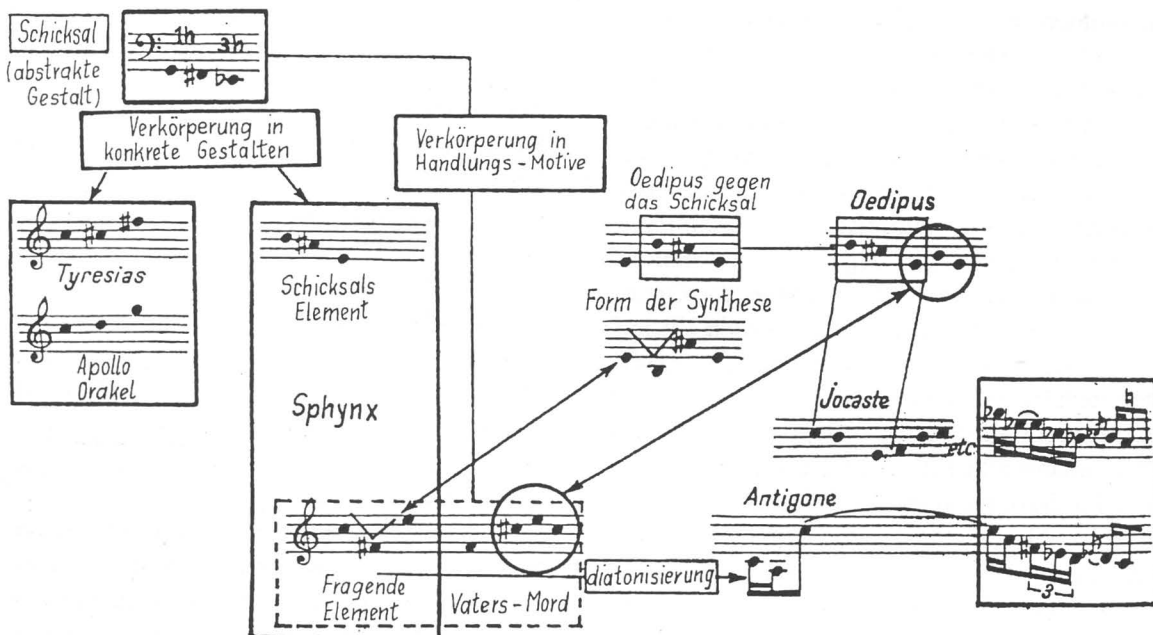 Schicksal
(abstrakte
Gestalt)
1h 3h
Verkörperung in
konkrete Gestalten
Verkörperung in
Handlungs-Motive
Tyresias
Apollo
Orakel
Schicksals
Element
Sphynx
Fragende
Element
Vaters-Mord
Oedipus gegen
das Schicksal
Oedipus
Form der Synthese
Jocaste
etc.
Antigone
diatonisierung
3